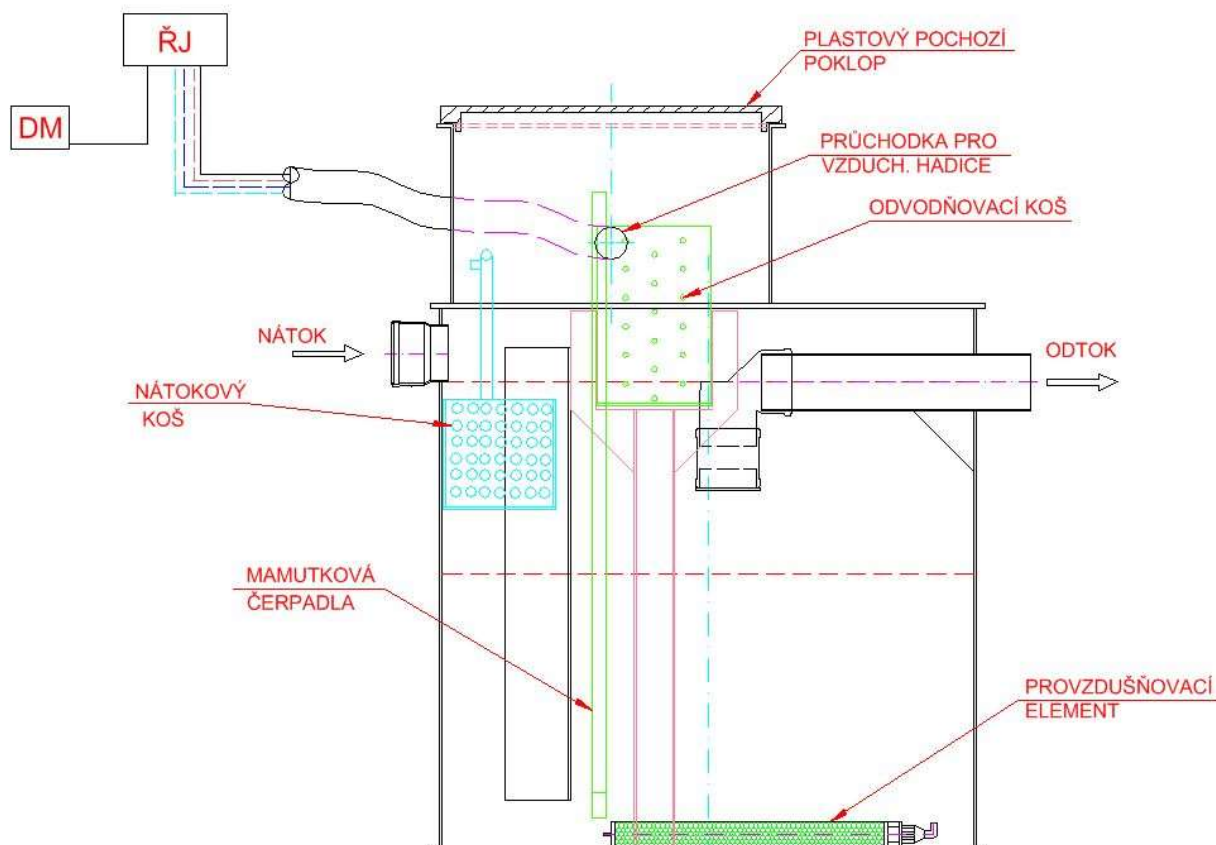 ŘJ
DM
PLASTOVÝ POCHOZÍ
POKLOP
PRŮCHODKA PRO
VZDUCH. HADICE
ODVODŇOVACÍ KOŠ
NÁTOK
ODTOK
NÁTOKOVÝ
KOŠ
MAMUTKOVÁ
ČERPADLA
PROVZDUŠŇOVACÍ
ELEMENT